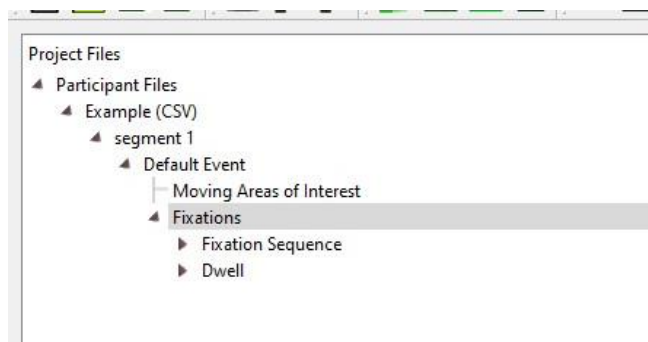 Project Files
Participant Files
Example (CSV)
segment 1
Default Event
Moving Areas of Interest
Fixations
Fixation Sequence
Dwell